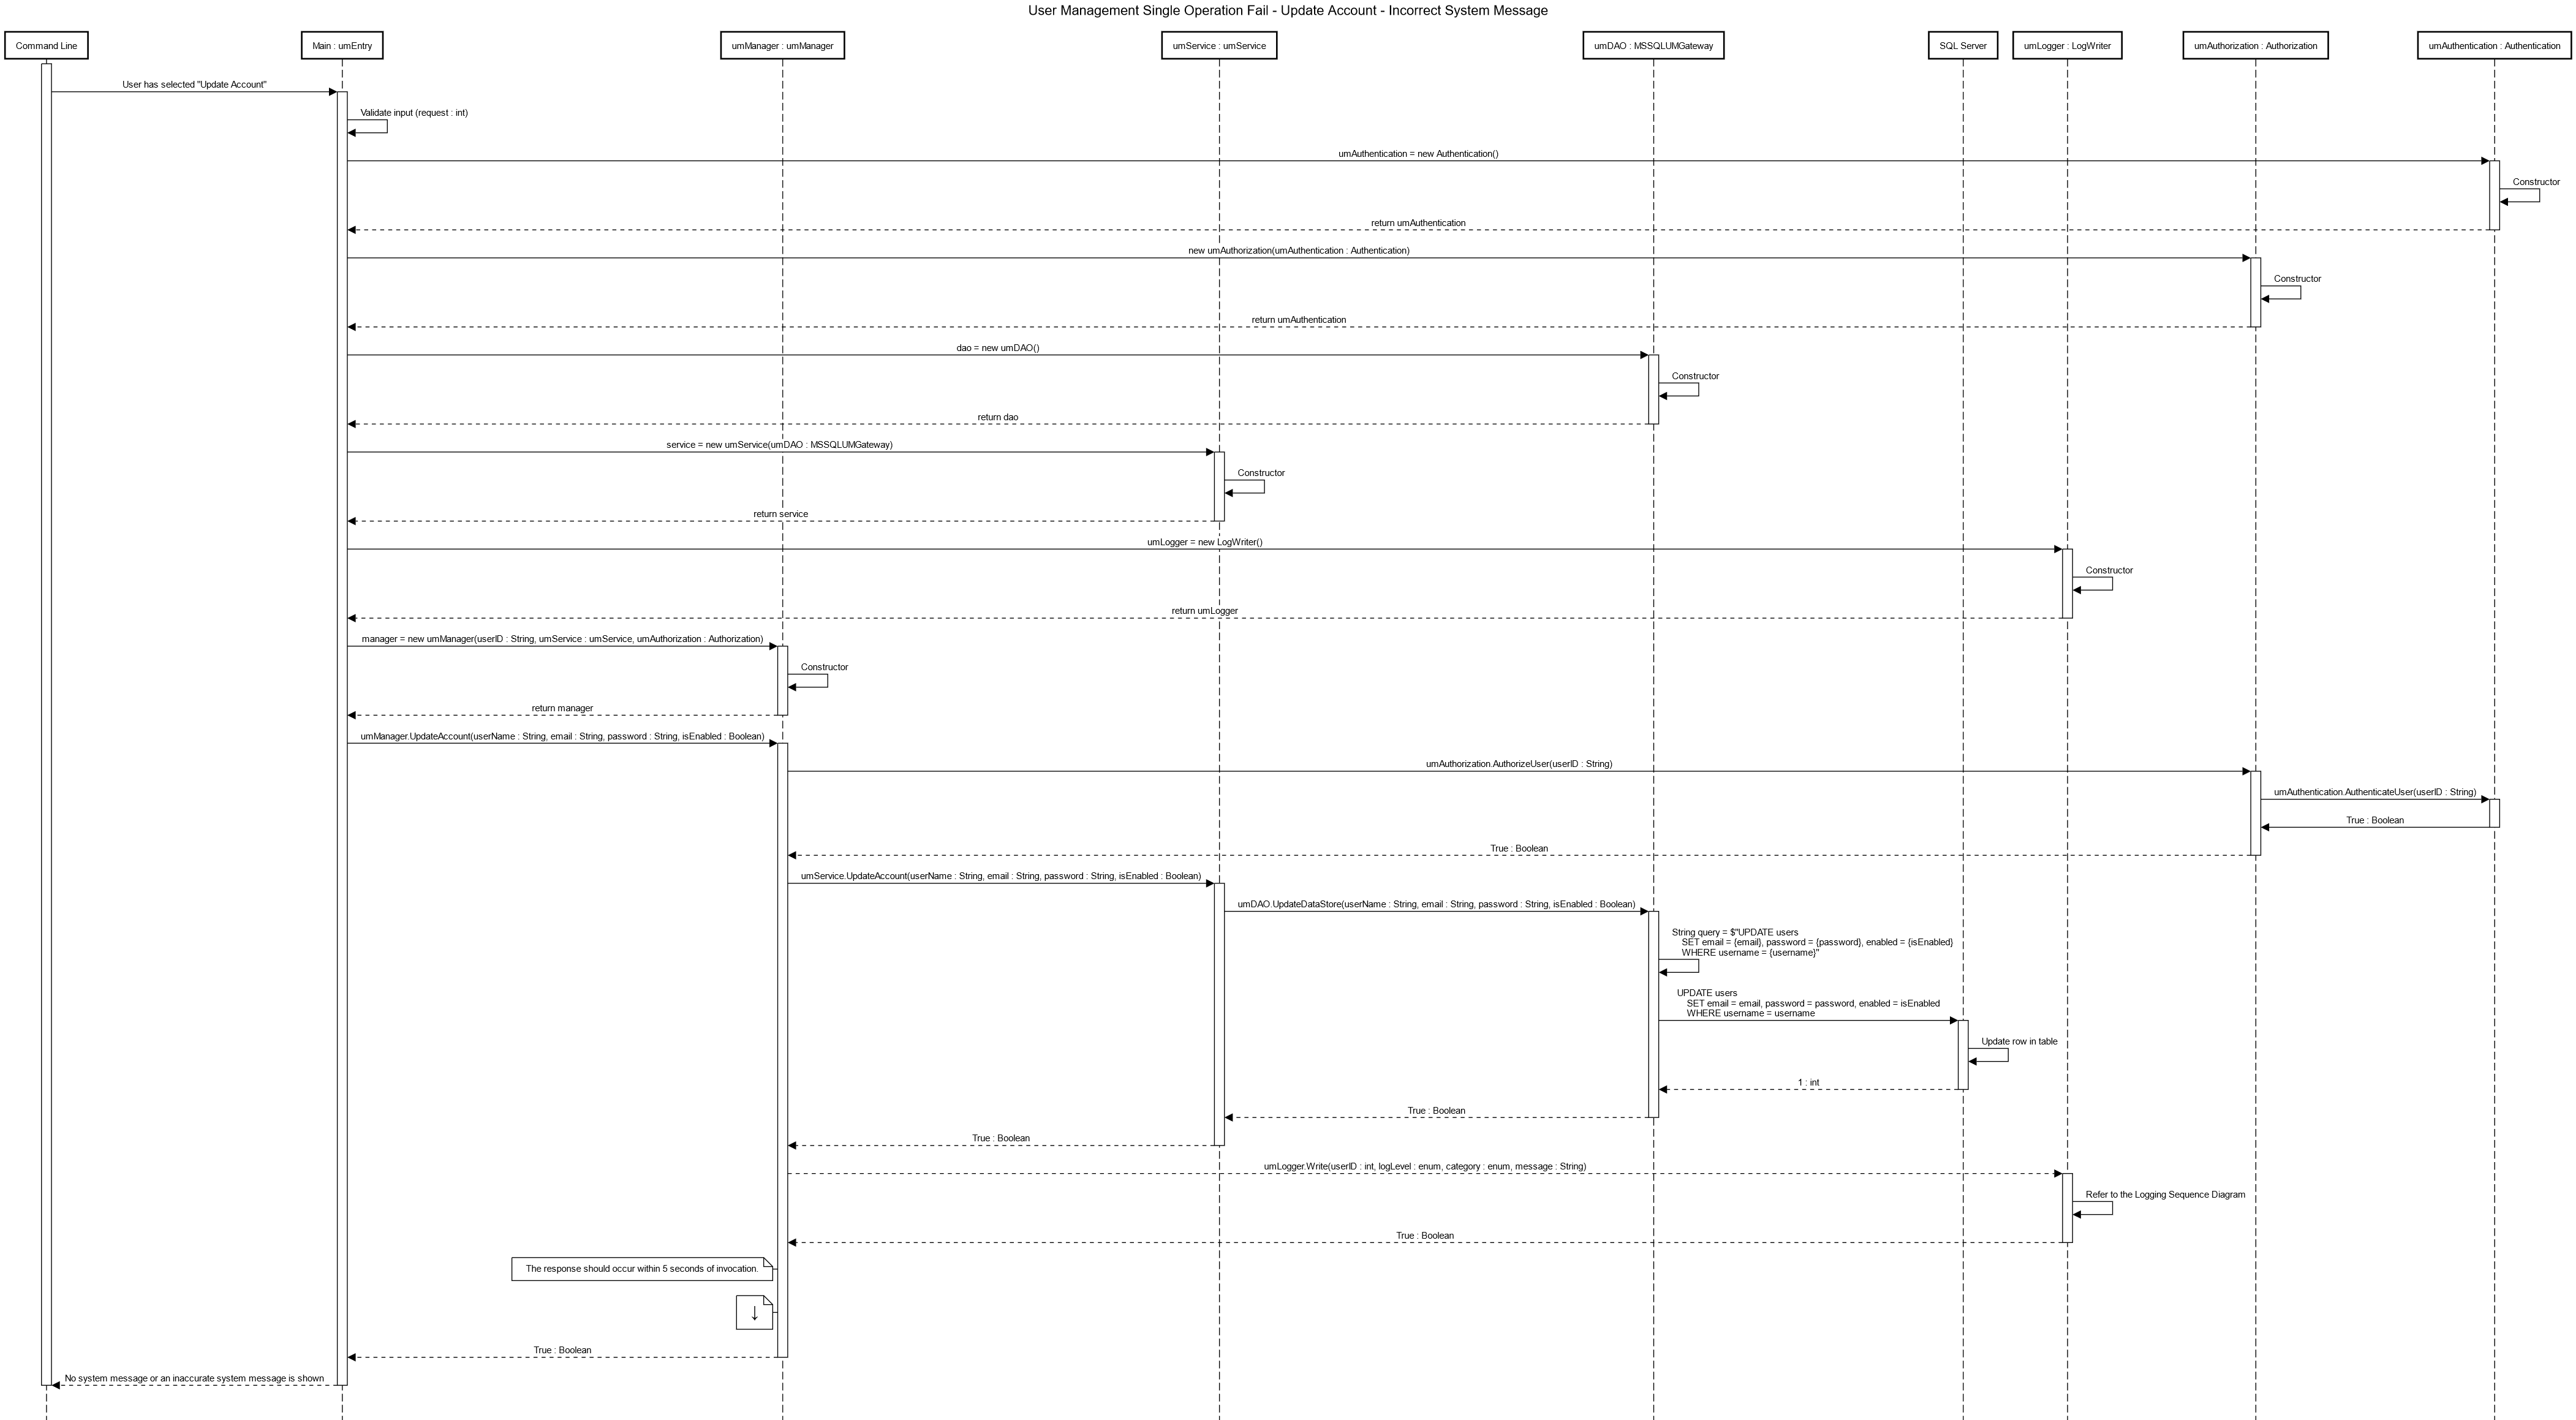 User Management Single Operation Fail - Update Account - Incorrect System Message
Command Line
Main : umEntry
umManager : umManager
umService : umService
umDAO : MSSQLUMGateway
SQL Server
umLogger : LogWriter
umAuthorization : Authorization
umAuthentication : Authentication
User has selected "Update Account"
Validate input (request : int)
umAuthentication = new Authentication()
Constructor
return umAuthentication
new umAuthorization(umAuthentication : Authentication)
Constructor
return umAuthentication
dao = new umDAO()
Constructor
return dao
service = new umService(umDAO : MSSQLUMGateway)
Constructor
return service
umLogger = new LogWriter()
Constructor
return umLogger
manager = new umManager(userID : String, umService : umService, umAuthorization : Authorization)
Constructor
return manager
umManager.UpdateAccount(userName : String, email : String, password : String, isEnabled : Boolean)
umAuthorization.AuthorizeUser(userID : String)
umAuthentication.AuthenticateUser(userID : String)
True : Boolean
True : Boolean
umService.UpdateAccount(userName : String, email : String, password : String, isEnabled : Boolean)
umDAO.UpdateDataStore(userName : String, email : String, password : String, isEnabled : Boolean)
String query = $"UPDATE users
SET email = {email}, password = {password}, enabled = {isEnabled}
WHERE username = {username}"
UPDATE users
SET email = email, password = password, enabled = isEnabled
WHERE username = username
Update row in table
1 : int
True : Boolean
True : Boolean
umLogger.Write(userID : int, logLevel : enum, category : enum, message : String)
Refer to the Logging Sequence Diagram
True : Boolean
The response should occur within 5 seconds of invocation.
↓
True : Boolean
No system message or an inaccurate system message is shown